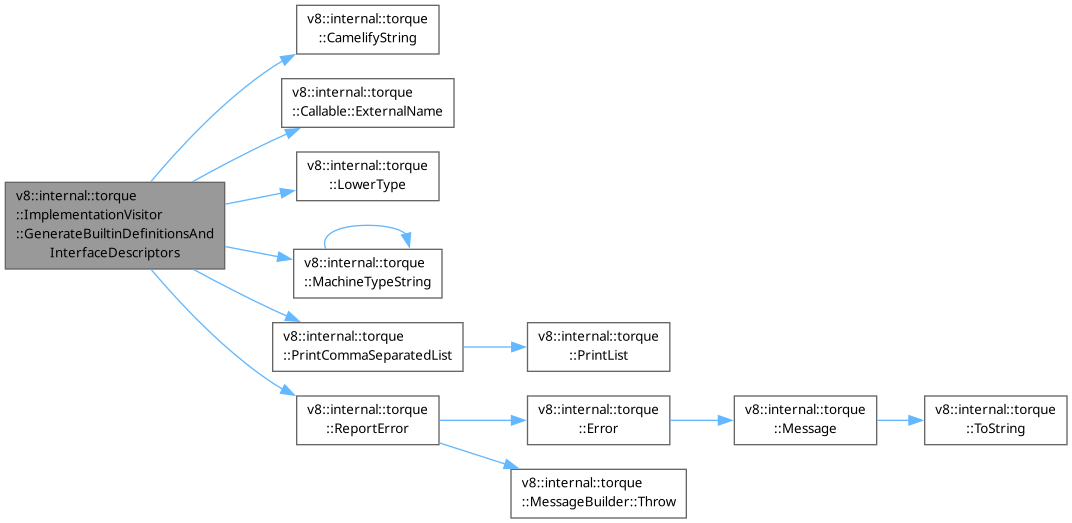 v8::internal::torque
::CamelifyString
v8::internal::torque
::Callable::ExternalName
v8::internal::torque
::LowerType
v8::internal::torque
::ImplementationVisitor
::GenerateBuiltinDefinitionsAnd
InterfaceDescriptors
v8::internal::torque
::MachineTypeString
v8::internal::torque
::PrintCommaSeparatedList
v8::internal::torque
::PrintList
v8::internal::torque
::ReportError
v8::internal::torque
::Error
v8::internal::torque
::Message
v8::internal::torque
::ToString
v8::internal::torque
::MessageBuilder::Throw